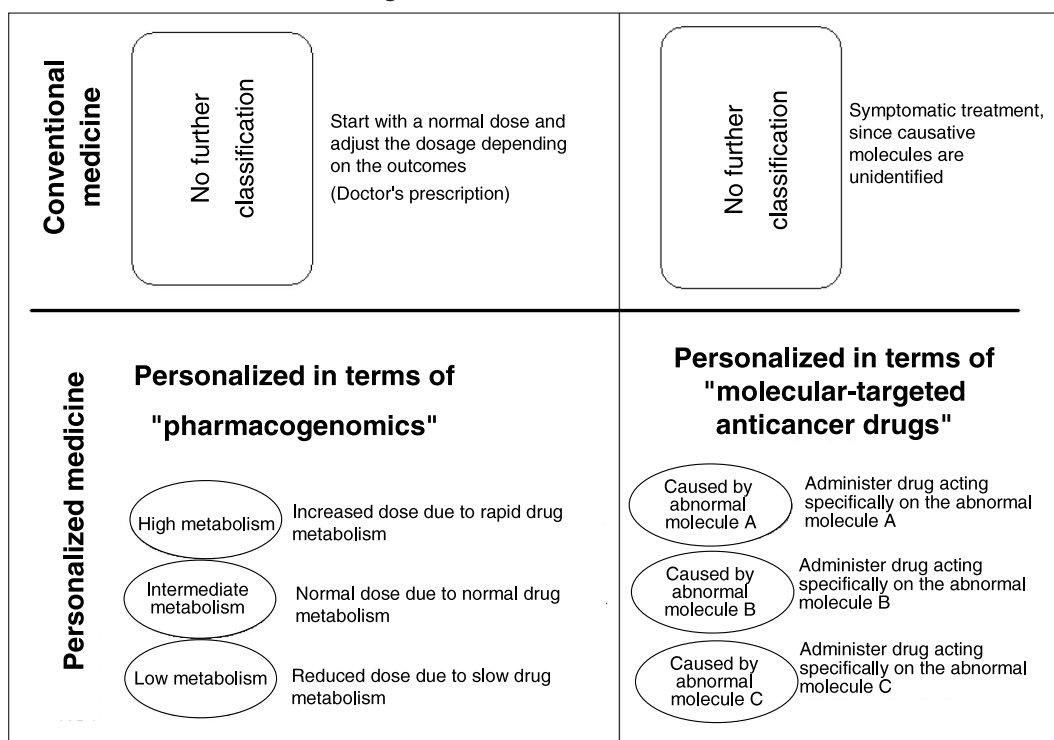 Conventional
medicine
No further
classification
Start with a normal dose and
adjust the dosage depending
on the outcomes
(Doctor's prescription)
No further
classification
Symptomatic treatment,
since causative
molecules are
unidentified
Personalized medicine
Personalized in terms of
"pharmacogenomics"
High metabolism
Increased dose due to rapid drug
metabolism
Intermediate
metabolism
Normal dose due to normal drug
metabolism
Low metabolism
Reduced dose due to slow drug
metabolism
Personalized in terms of
"molecular-targeted
anticancer drugs"
Caused by
abnormal
molecule A
Administer drug acting
specifically on the abnormal
molecule A
Caused by
abnormal
molecule B
Administer drug acting
specifically on the abnormal
molecule B
Caused by
abnormal
molecule C
Administer drug acting
specifically on the abnormal
molecule C